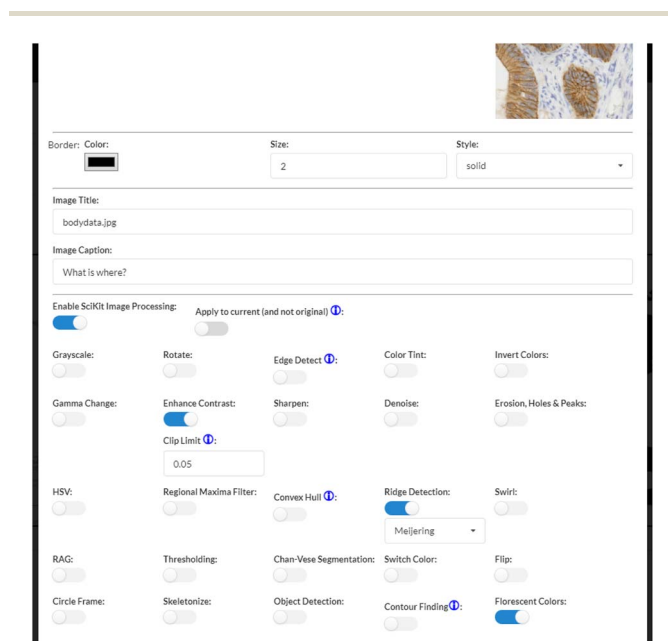 Border: Color: Size: Style:
2 solid
Image Title:
bodydata.jpg
Image Caption:
What is where?
Enable SciKit Image Processing: Apply to current (and not original) ⓘ:
Grayscale: Rotate: Edge Detect ⓘ: Color Tint: Invert Colors:
Gamma Change: Enhance Contrast: Sharpen: Denoise: Erosion, Holes & Peaks:
Clip Limit ⓘ:
0.05
HSV: Regional Maxima Filter: Convex Hull ⓘ: Ridge Detection: Swirl:
Meijering
RAG: Thresholding: Chan-Vese Segmentation: Switch Color: Flip:
Circle Frame: Skeletonize: Object Detection: Contour Findingⓘ: Florescent Colors: